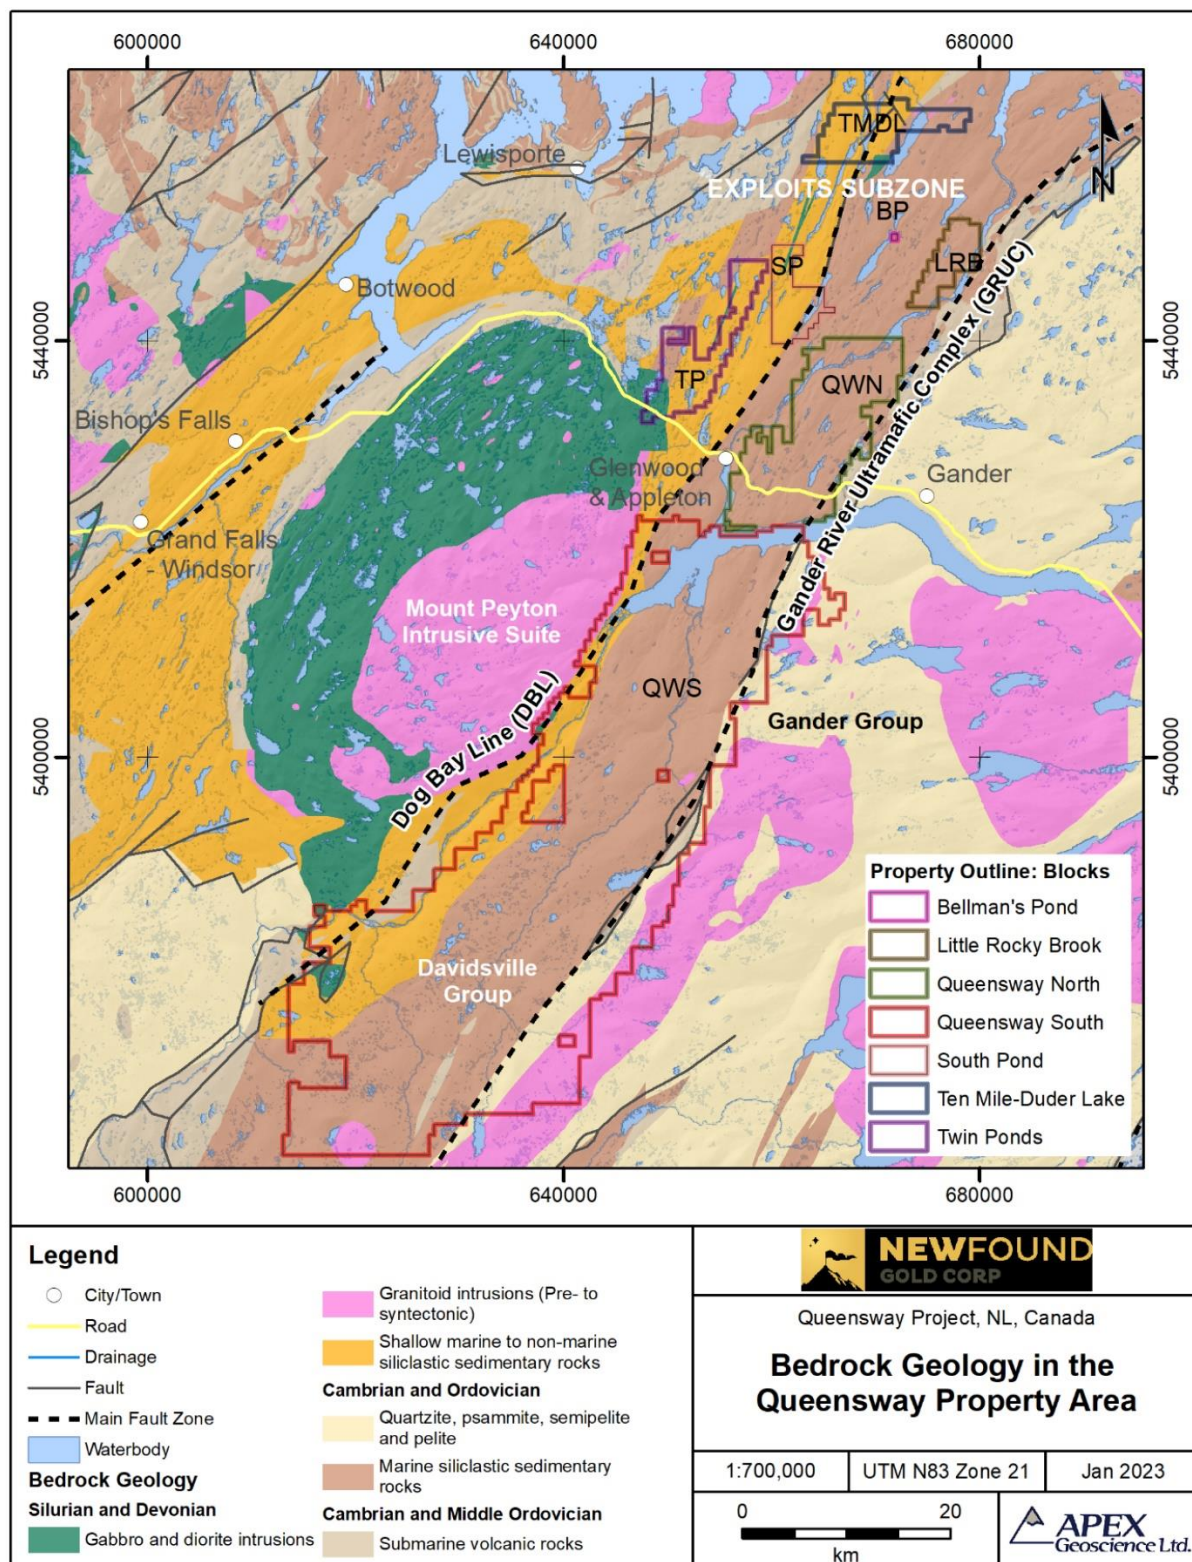 600000
640000
680000
TMDL
Lewisporte
EXPLOITS SUBZONE
BP
N
SP
LRB
Botwood
5440000
5440000
TP
QWN
Bishop's Falls
Glenwood
& Appleton
Gander
Grand Falls
- Windsor
Gander River Ultramafic Complex (GRUC)
Mount Peyton
Intrusive Suite
QWS
Gander Group
Dog Bay Line (DBL)
5400000
5400000
Davidsville
Group
Property Outline: Blocks
Bellman's Pond
Little Rocky Brook
Queensway North
Queensway South
South Pond
Ten Mile-Duder Lake
Twin Ponds
600000
640000
680000
Legend
City/Town
Road
Drainage
Fault
Main Fault Zone
Waterbody
Bedrock Geology
Silurian and Devonian
Gabbro and diorite intrusions
Granitoid intrusions (Pre- to
syntectonic)
Shallow marine to non-marine
siliclastic sedimentary rocks
Cambrian and Ordovician
Quartzite, psammite, semipelite
and pelite
Marine siliclastic sedimentary
rocks
Cambrian and Middle Ordovician
Submarine volcanic rocks
NEWFOUND
GOLD CORP
Queensway Project, NL, Canada
Bedrock Geology in the
Queensway Property Area
1:700,000
UTM N83 Zone 21
Jan 2023
0
20
km
APEX
Geoscience Ltd.